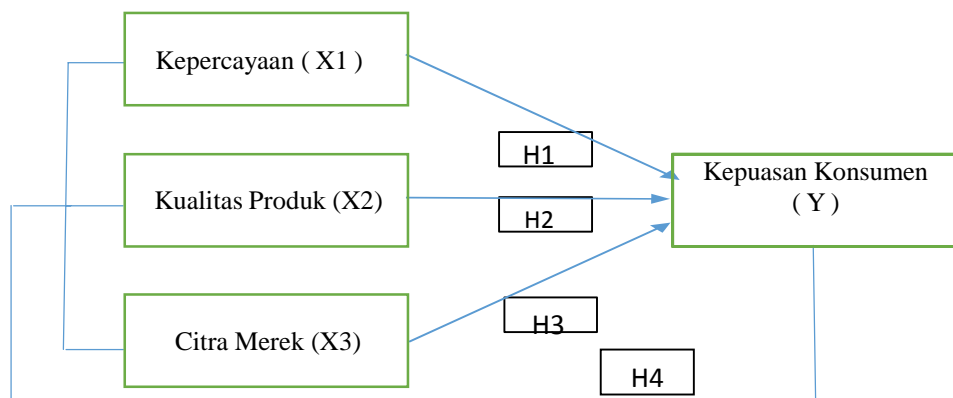 Kepercayaan ( X1 )
H1
Kualitas Produk (X2)
H2
Kepuasan Konsumen
( Y )
Citra Merek (X3)
H3
H4